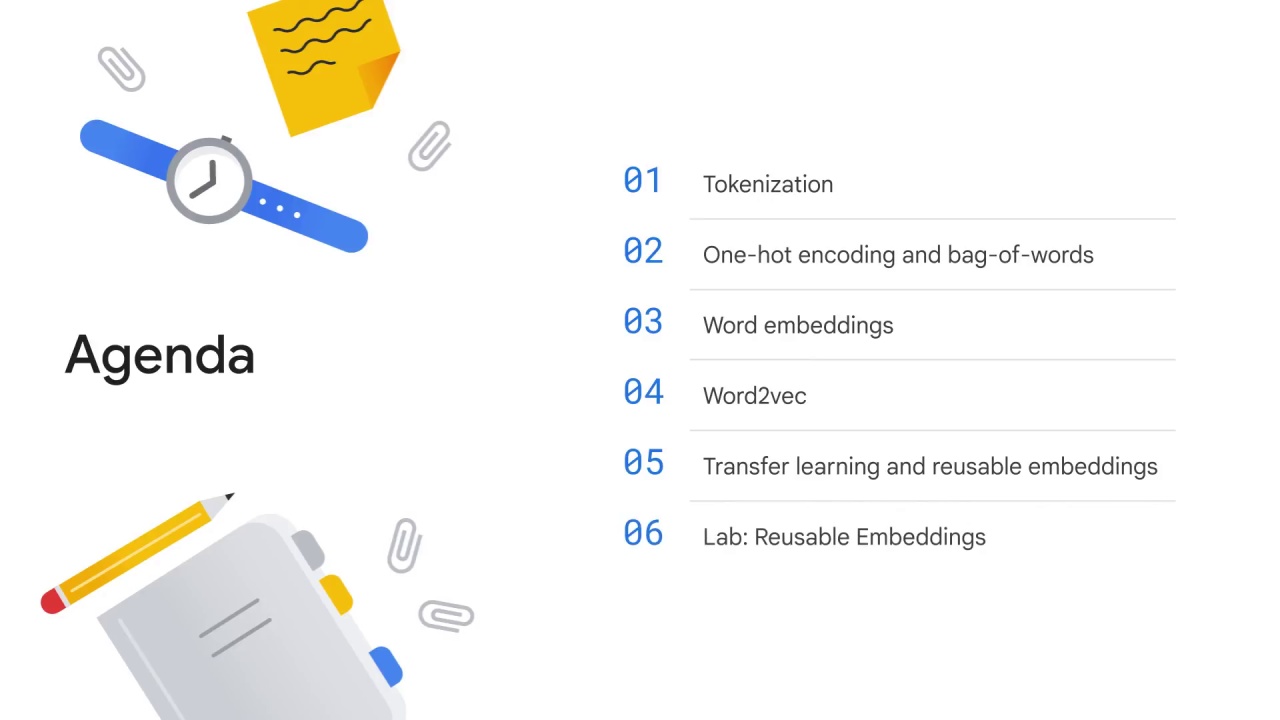 Agenda
01 Tokenization
02 One-hot encoding and bag-of-words
03 Word embeddings
04 Word2vec
05 Transfer learning and reusable embeddings
06 Lab: Reusable Embeddings